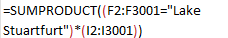 =SUMPRODUCT((F2:F3001="Lake
Stuartfurt")*(I2:I3001))